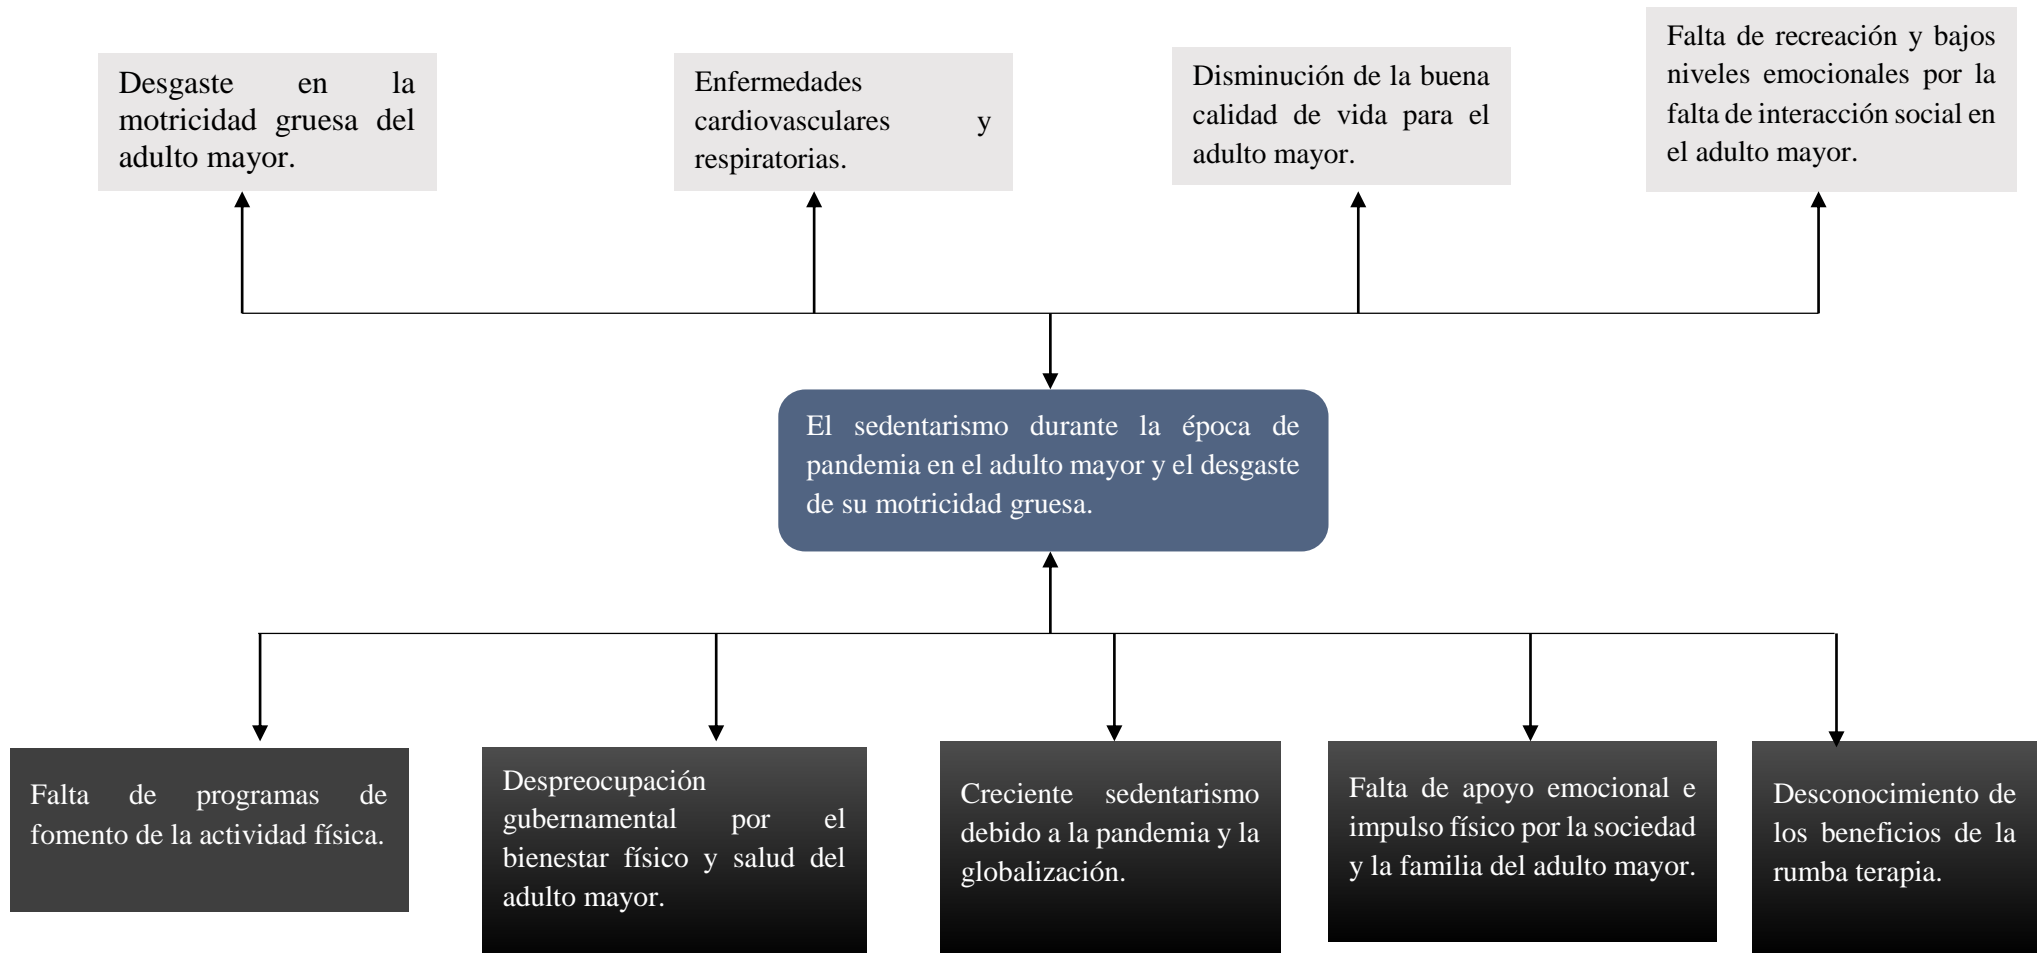 Desgaste en la
motricidad gruesa del
adulto mayor.
Enfermedades
cardiovasculares y
respiratorias.
Disminución de la buena
calidad de vida para el
adulto mayor.
Falta de recreación y bajos
niveles emocionales por la
falta de interacción social en
el adulto mayor.
El sedentarismo durante la época de
pandemia en el adulto mayor y el desgaste
de su motricidad gruesa.
Falta de programas de
fomento de la actividad física.
Despreocupación
gubernamental por el
bienestar físico y salud del
adulto mayor.
Creciente sedentarismo
debido a la pandemia y la
globalización.
Falta de apoyo emocional e
impulso físico por la sociedad
y la familia del adulto mayor.
Desconocimiento de
los beneficios de la
rumba terapia.